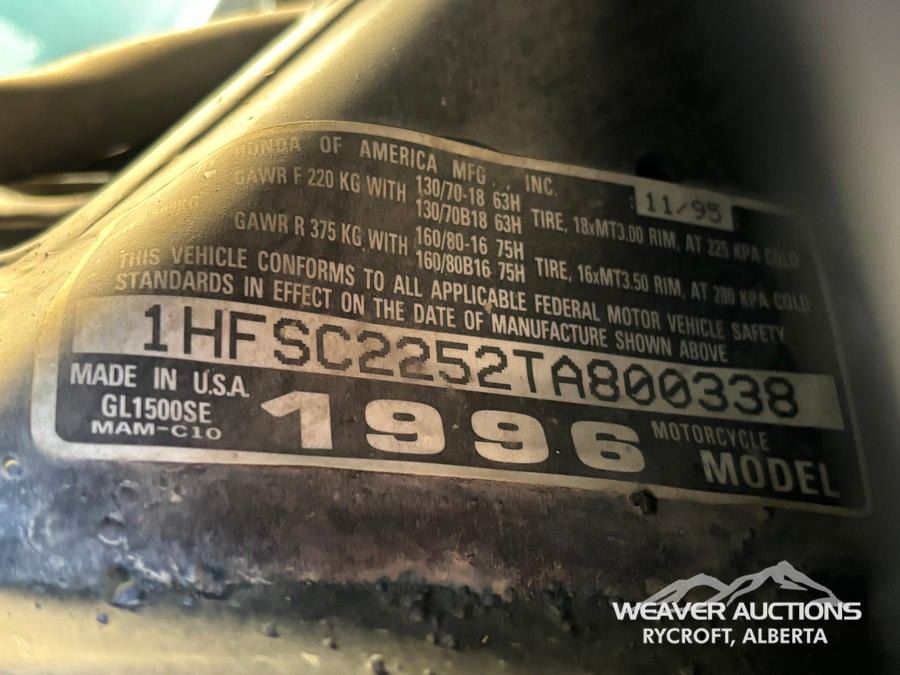 HONDA OF AMERICA MFG., INC.
11/95
GAWR F 220 KG WITH 130/70-18 63H
130/70B18 63H TIRE, 18xMT3.00 RIM, AT 225 KPA COLD
GAWR R 375 KG WITH 160/80-16 75H
160/80B16 75H TIRE, 16xMT3.50 RIM, AT 280 KPA COLD
THIS VEHICLE CONFORMS TO ALL APPLICABLE FEDERAL MOTOR VEHICLE SAFETY
STANDARDS IN EFFECT ON THE DATE OF MANUFACTURE SHOWN ABOVE
1HFSC2252TA800338
MADE IN U.S.A.
GL1500SE
MAM-C10
1996
MOTORCYCLE
MODEL
WEAVER AUCTIONS
RYCROFT, ALBERTA